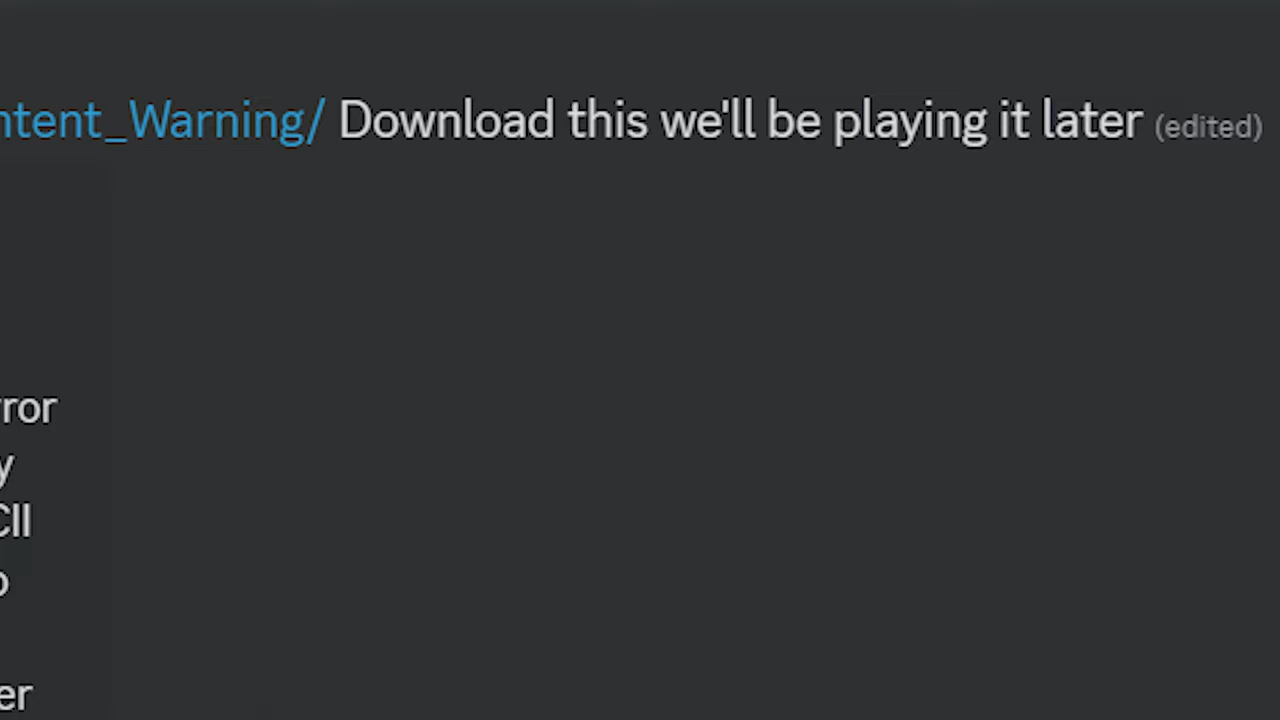 ntent_Warning/ Download this we'll be playing it later (edited)
rror
y
CII
o
er